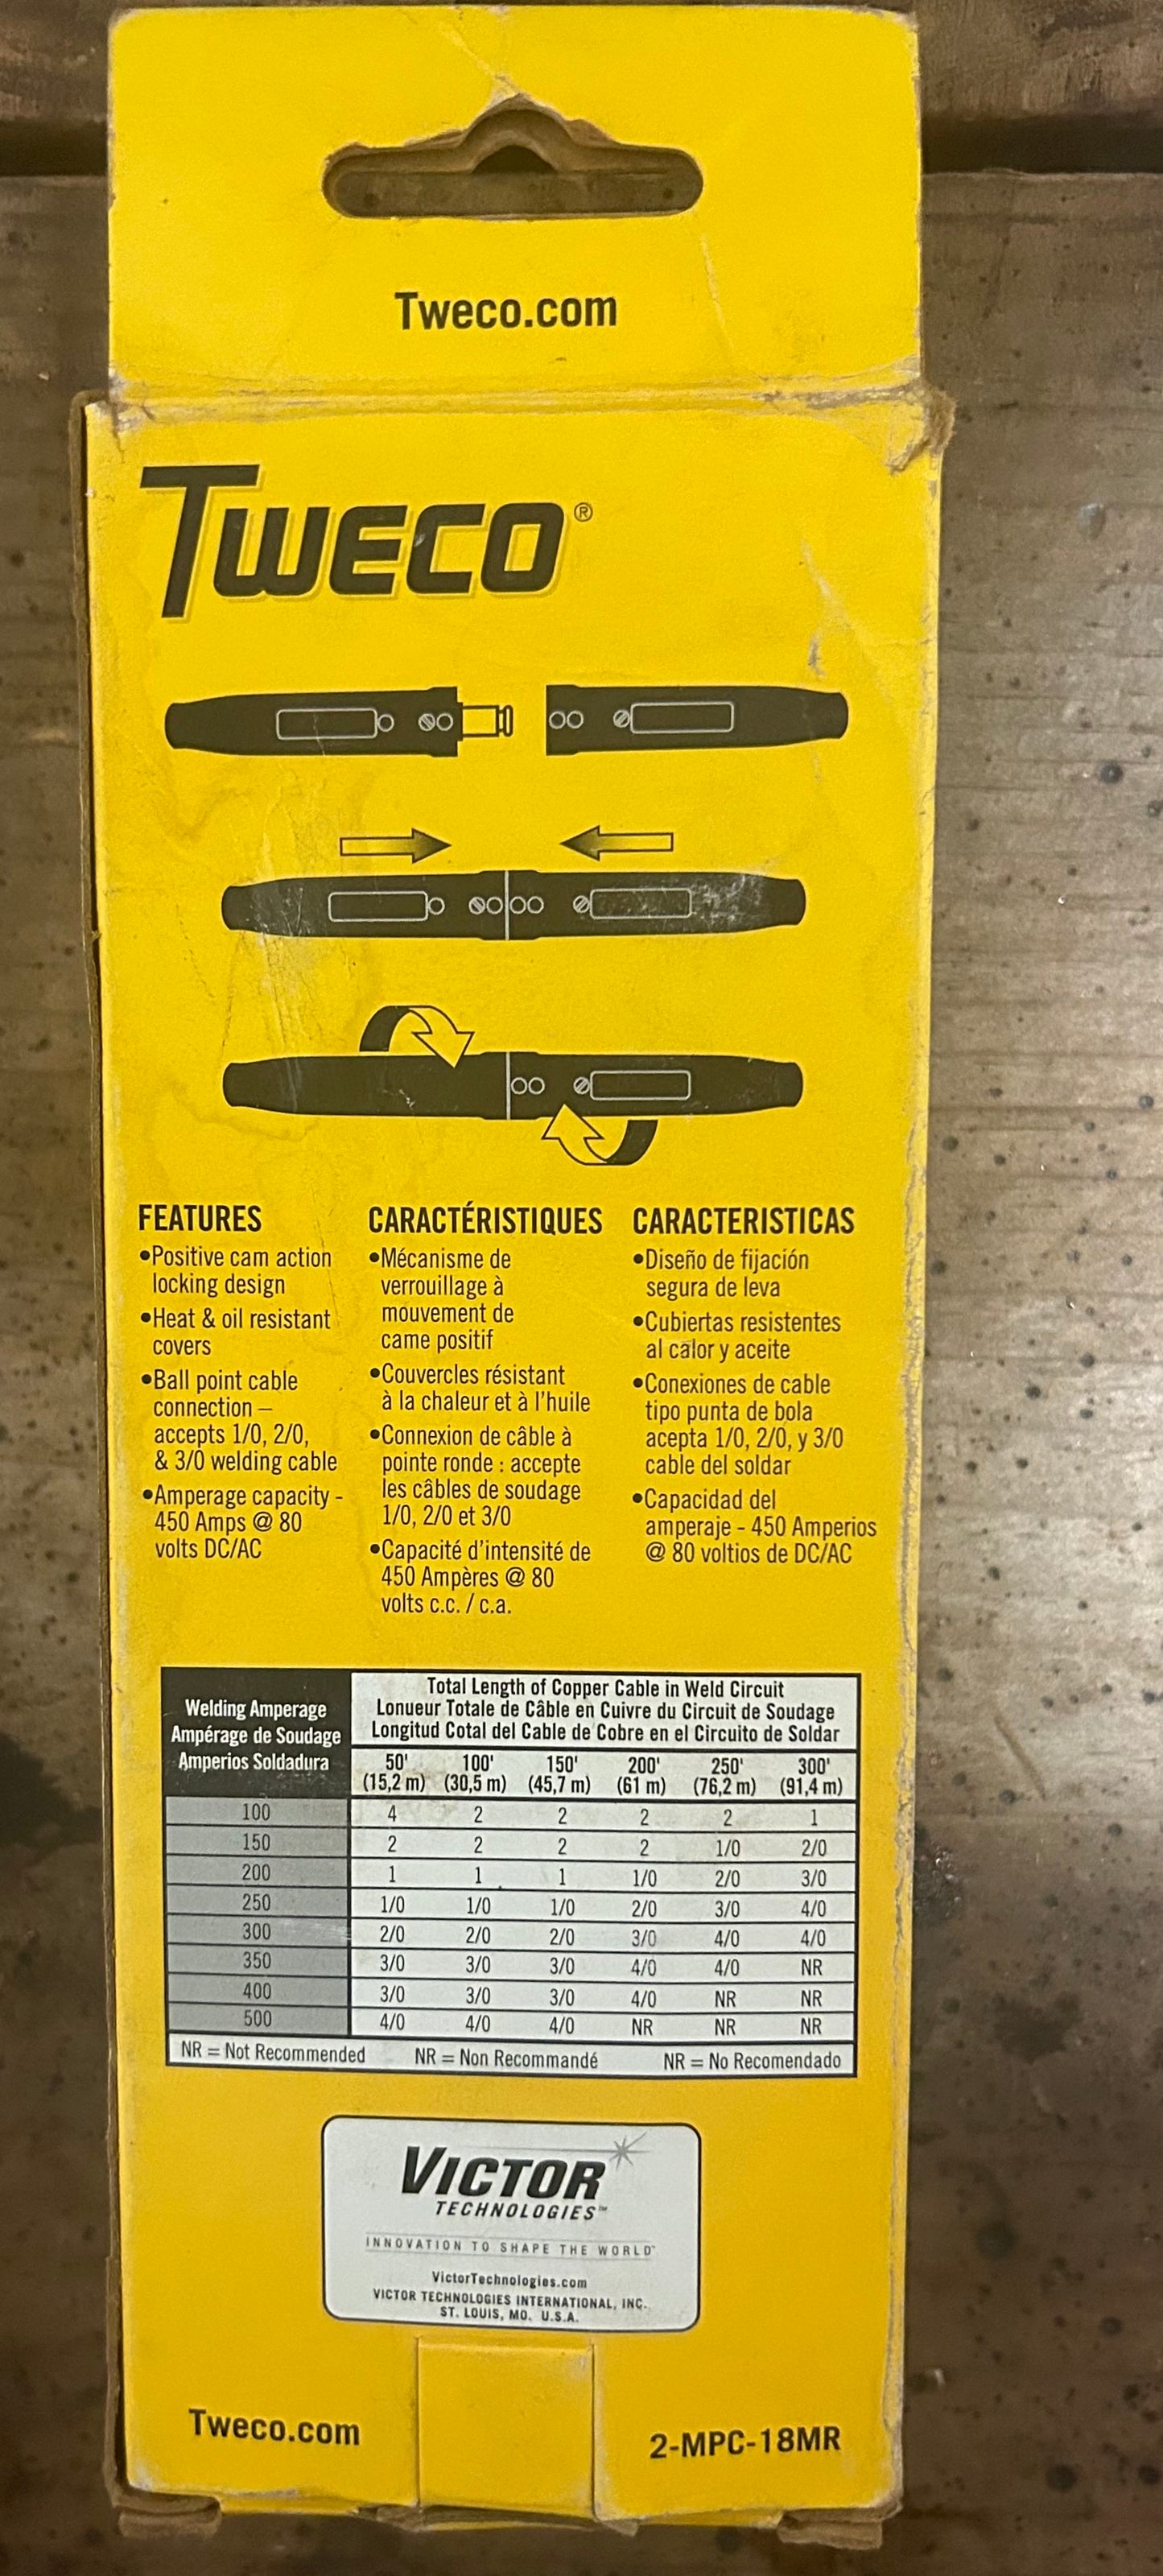 Tweco.com
TWECO®
FEATURES
•Positive cam action
locking design
•Heat & oil resistant
covers
•Ball point cable
connection –
accepts 1/0, 2/0,
& 3/0 welding cable
•Amperage capacity -
450 Amps @ 80
volts DC/AC
CARACTÉRISTIQUES
•Mécanisme de
verrouillage à
mouvement de
came positif
•Couvercles résistant
à la chaleur et à l'huile
•Connexion de câble à
pointe ronde : accepte
les câbles de soudage
1/0, 2/0 et 3/0
•Capacité d'intensité de
450 Ampères @ 80
volts c.c. / c.a.
CARACTERISTICAS
•Diseño de fijación
segura de leva
•Cubiertas resistentes
al calor y aceite
•Conexiones de cable
tipo punta de bola
acepta 1/0, 2/0, y 3/0
cable del soldar
•Capacidad del
amperaje - 450 Amperios
@ 80 voltios de DC/AC
Welding Amperage
Ampérage de Soudage
Amperios Soldadura
Total Length of Copper Cable in Weld Circuit
Lonueur Totale de Câble en Cuivre du Circuit de Soudage
Longitud Cotal del Cable de Cobre en el Circuito de Soldar
50' 100' 150' 200' 250' 300'
(15,2 m) (30,5 m) (45,7 m) (61 m) (76,2 m) (91,4 m)
100 4 2 2 2 2 1
150 2 2 2 2 1/0 2/0
200 1 1 1 1/0 2/0 3/0
250 1/0 1/0 1/0 2/0 3/0 4/0
300 2/0 2/0 2/0 3/0 4/0 4/0
350 3/0 3/0 3/0 4/0 4/0 NR
400 3/0 3/0 3/0 4/0 NR NR
500 4/0 4/0 4/0 NR NR NR
NR = Not Recommended NR = Non Recommandé NR = No Recomendado
VICTOR
TECHNOLOGIES™
INNOVATION TO SHAPE THE WORLD™
VictorTechnologies.com
VICTOR TECHNOLOGIES INTERNATIONAL, INC.
ST. LOUIS, MO. U.S.A.
Tweco.com
2-MPC-18MR